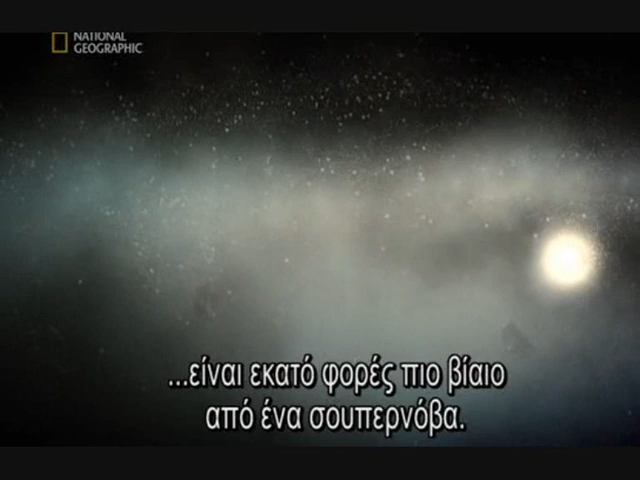 NATIONAL
GEOGRAPHIC
...είναι εκατό φορές πιο βίαιο
από ένα σουπερνόβα.